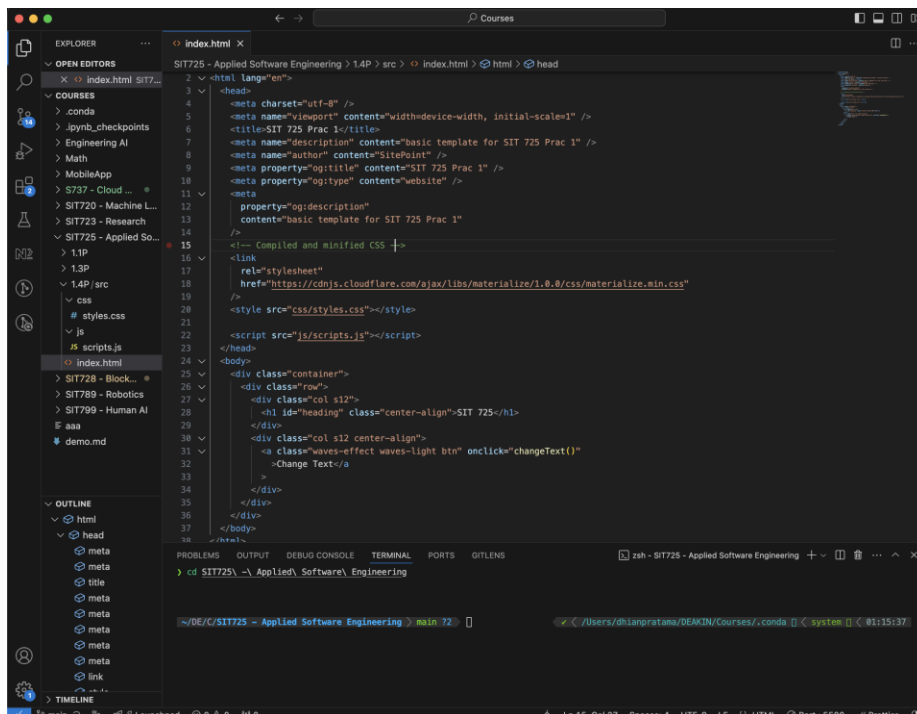 Courses
EXPLORER
index.html
OPEN EDITORS
index.html SIT7...
COURSES
.conda
.ipynb_checkpoints
Engineering AI
Math
MobileApp
S737 - Cloud ...
SIT720 - Machine L...
SIT723 - Research
SIT725 - Applied So...
1.1P
1.3P
1.4P/src
css
# styles.css
js
JS scripts.js
index.html
SIT728 - Block...
SIT789 - Robotics
SIT799 - Human AI
aaa
demo.md
OUTLINE
html
head
meta
meta
title
meta
meta
meta
meta
meta
link
TIMELINE
14
2
1
SIT725 - Applied Software Engineering > 1.4P > src > index.html > html > head
2 <html lang="en">
3 <head>
4 <meta charset="utf-8" />
5 <meta name="viewport" content="width=device-width, initial-scale=1" />
6 <title>SIT 725 Prac 1</title>
7 <meta name="description" content="basic template for SIT 725 Prac 1" />
8 <meta name="author" content="SitePoint" />
9 <meta property="og:title" content="SIT 725 Prac 1" />
10 <meta property="og:type" content="website" />
11 <meta
12 property="og:description"
13 content="basic template for SIT 725 Prac 1"
14 />
15 <!-- Compiled and minified CSS -->
16 <link
17 rel="stylesheet"
18 href="https://cdnjs.cloudflare.com/ajax/libs/materialize/1.0.0/css/materialize.min.css"
19 />
20 <style src="css/styles.css"></style>
21
22 <script src="js/scripts.js"></script>
23 </head>
24 <body>
25 <div class="container">
26 <div class="row">
27 <div class="col s12">
28 <h1 id="heading" class="center-align">SIT 725</h1>
29 </div>
30 <div class="col s12 center-align">
31 <a class="waves-effect waves-light btn" onclick="changeText()"
32 >Change Text</a
33 >
34 </div>
35 </div>
36 </div>
37 </body>
38 </html>
PROBLEMS OUTPUT DEBUG CONSOLE TERMINAL PORTS GITLENS zsh - SIT725 - Applied Software Engineering
❯ cd SIT725\ -\ Applied\ Software\ Engineering
~/DE/C/SIT725 - Applied Software Engineering > main ?2 ✓ < /Users/dhianpratama/DEAKIN/Courses/.conda < system < 01:15:37